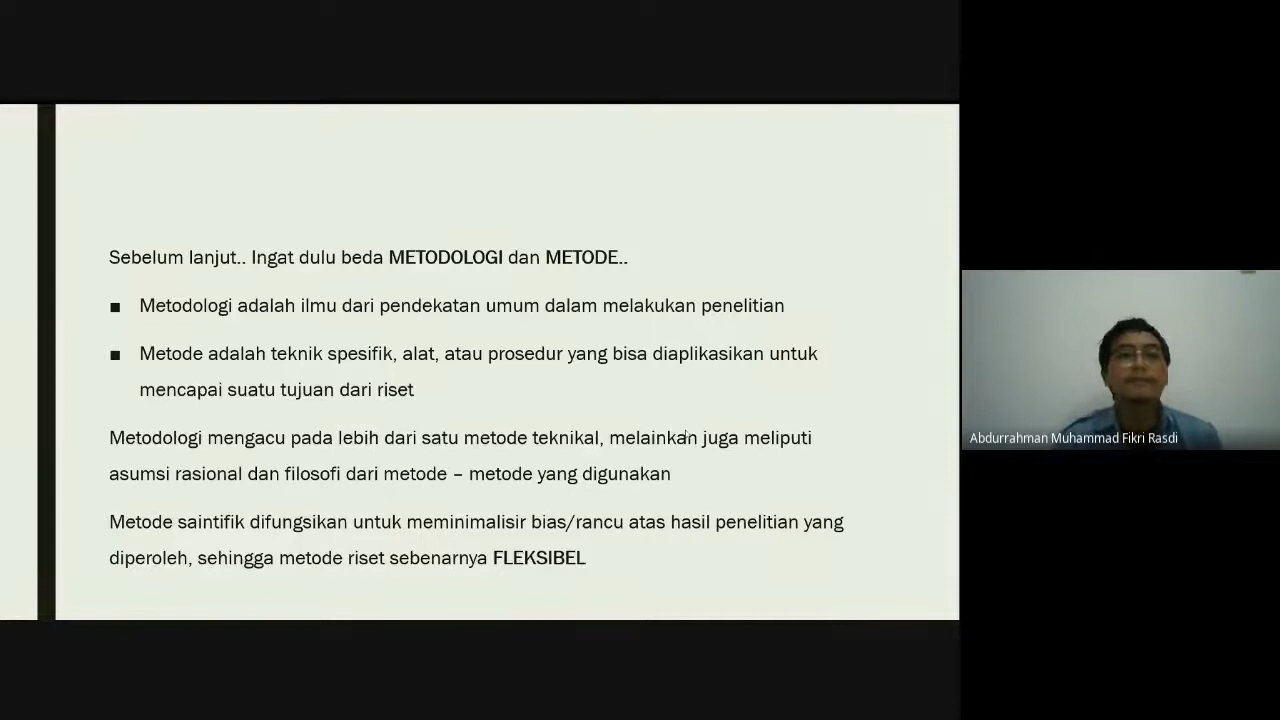 Sebelum lanjut.. Ingat dulu beda METODOLOGI dan METODE..
■ Metodologi adalah ilmu dari pendekatan umum dalam melakukan penelitian
■ Metode adalah teknik spesifik, alat, atau prosedur yang bisa diaplikasikan untuk
mencapai suatu tujuan dari riset
Metodologi mengacu pada lebih dari satu metode teknikal, melainkan juga meliputi
asumsi rasional dan filosofi dari metode – metode yang digunakan
Metode saintifik difungsikan untuk meminimalisir bias/rancu atas hasil penelitian yang
diperoleh, sehingga metode riset sebenarnya FLEKSIBEL
Abdurrahman Muhammad Fikri Rasdi